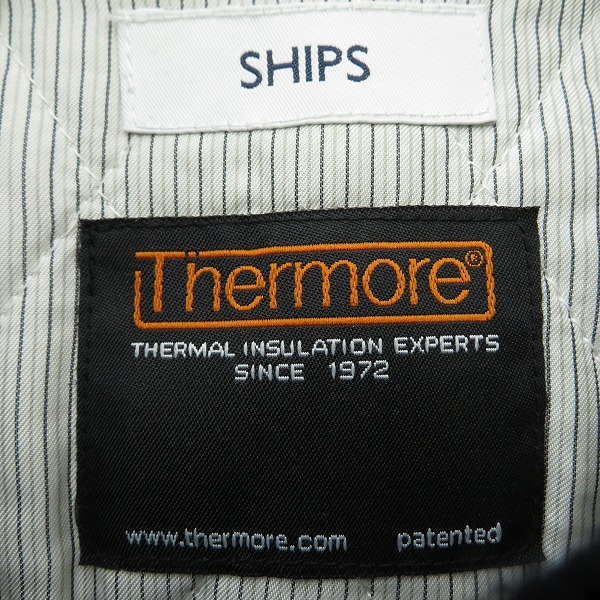 SHIPS
Thermore®
THERMAL INSULATION EXPERTS
SINCE 1972
www.thermore.com patented